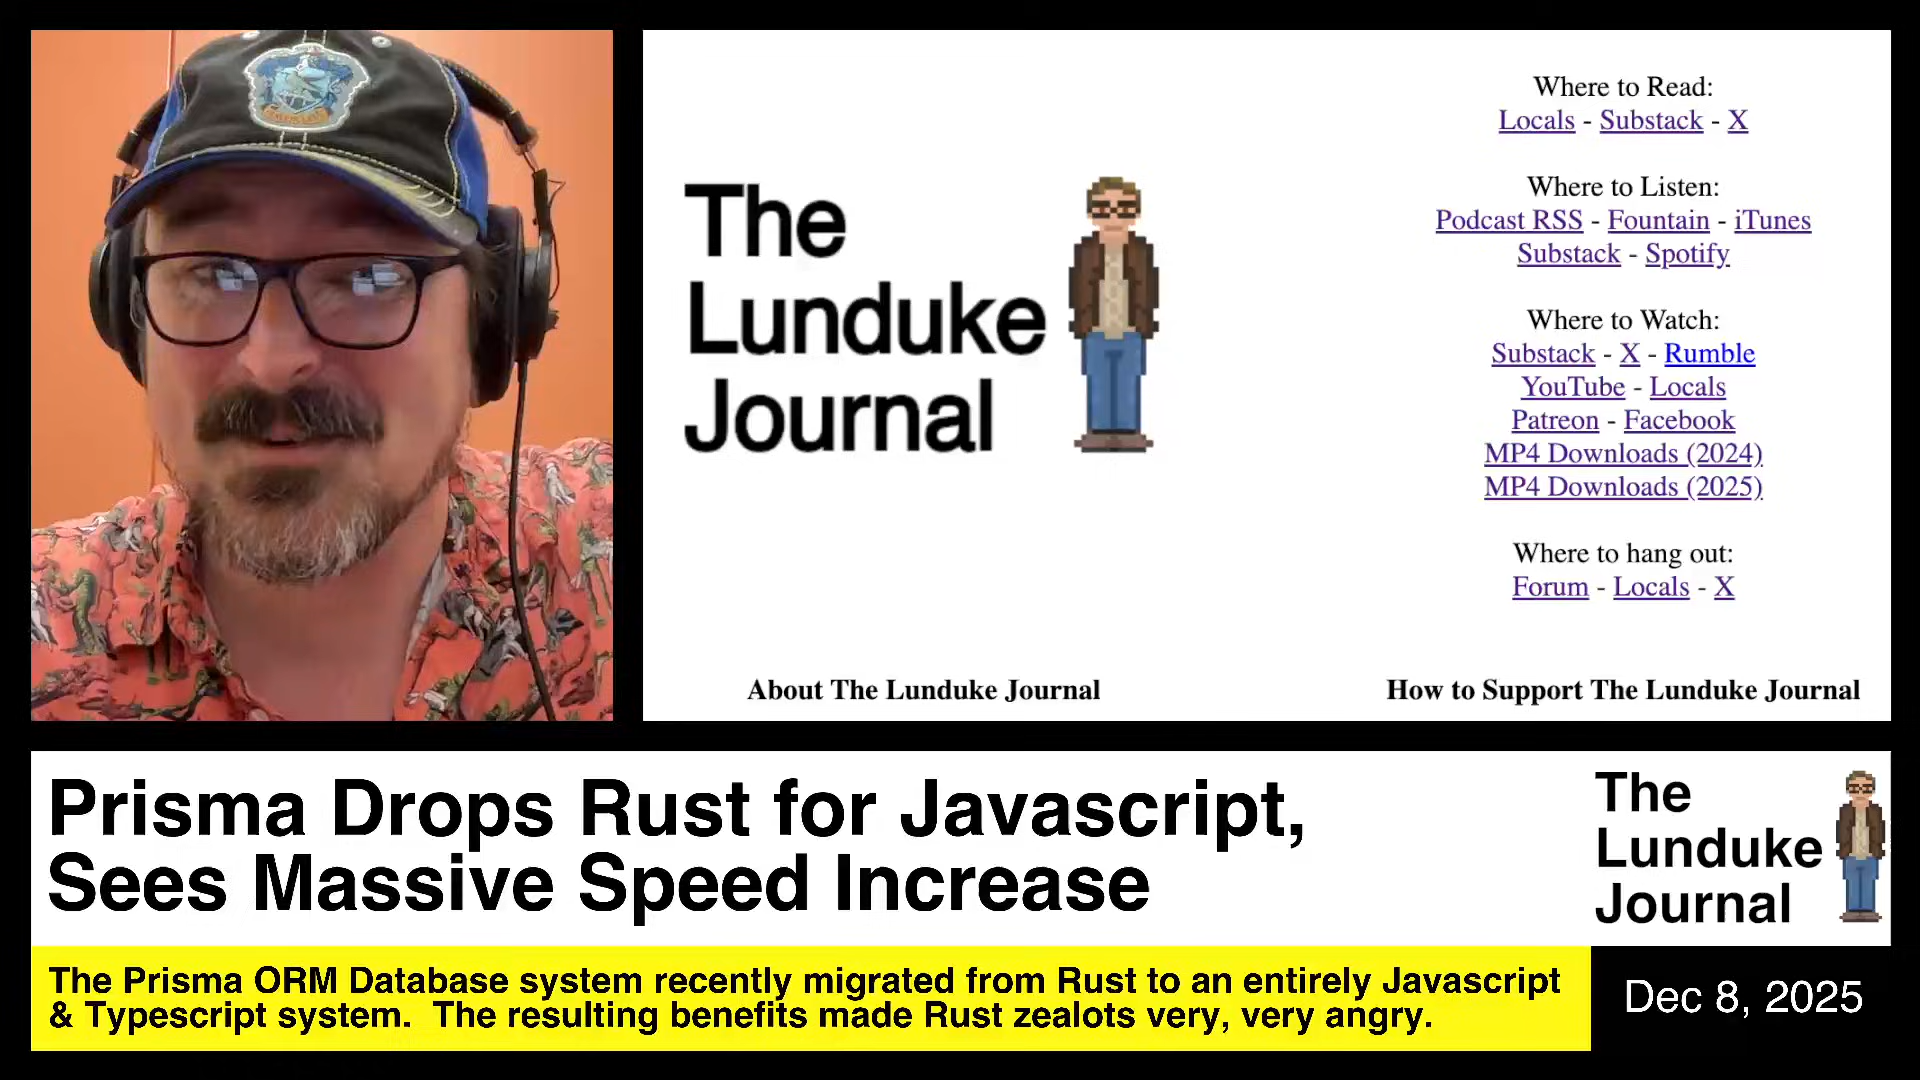 The
Lunduke
Journal
About The Lunduke Journal
Where to Read:
Locals - Substack - X
Where to Listen:
Podcast RSS - Fountain - iTunes
Substack - Spotify
Where to Watch:
Substack - X - Rumble
YouTube - Locals
Patreon - Facebook
MP4 Downloads (2024)
MP4 Downloads (2025)
Where to hang out:
Forum - Locals - X
How to Support The Lunduke Journal
Prisma Drops Rust for Javascript,
Sees Massive Speed Increase
The
Lunduke
Journal
The Prisma ORM Database system recently migrated from Rust to an entirely Javascript
& Typescript system.  The resulting benefits made Rust zealots very, very angry.
Dec 8, 2025